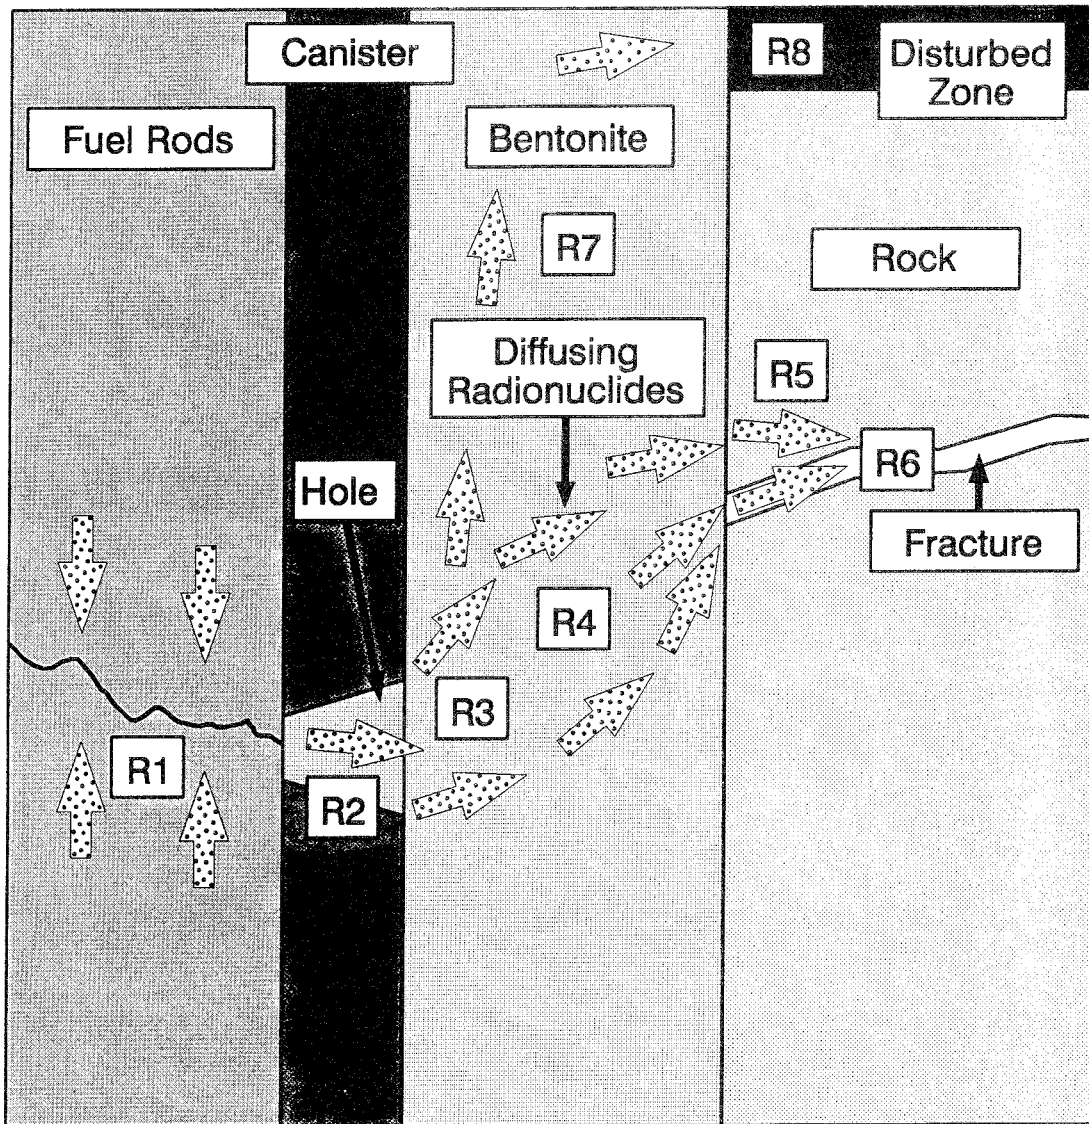 Canister
R8
Disturbed
Zone
Fuel Rods
Bentonite
R7
Rock
Diffusing
Radionuclides
R5
Hole
R6
Fracture
R4
R3
R1
R2